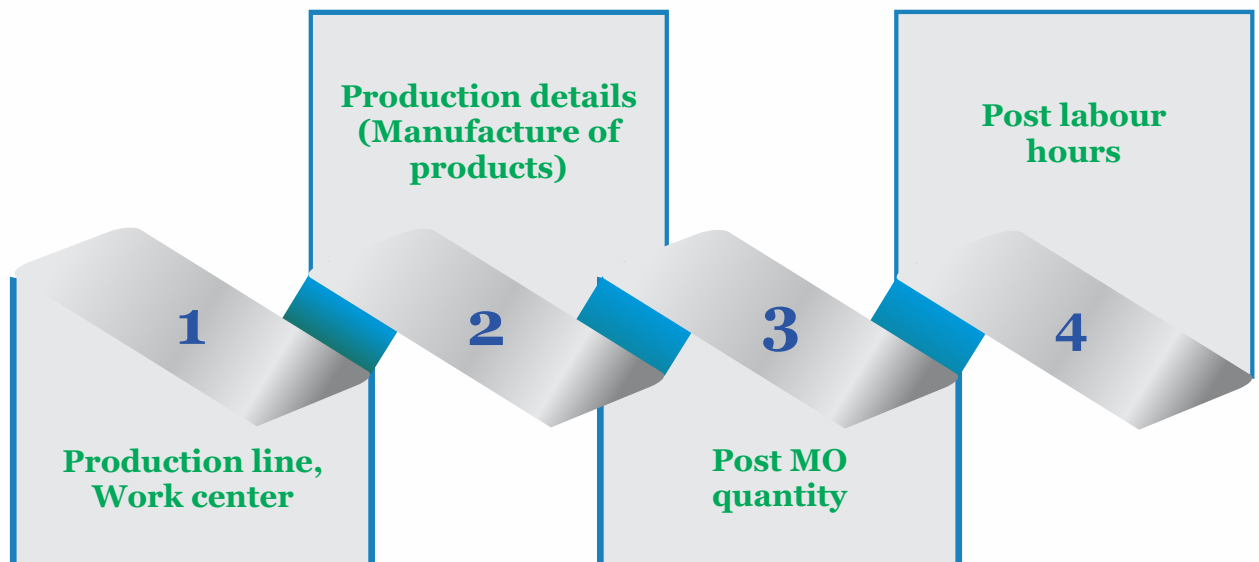 1
Production line,
Work center
2
Production details
(Manufacture of
products)
3
Post MO
quantity
4
Post labour
hours